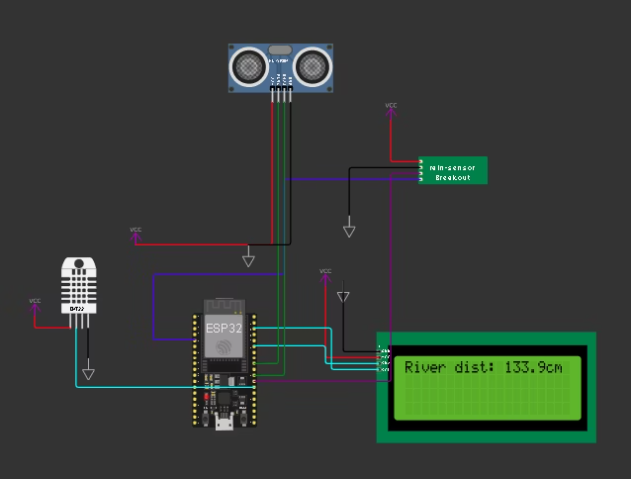 VCC
rain-sensor
Breakout
VCC
VCC
VCC
DHT22
ESP32
River dist: 133.9cm